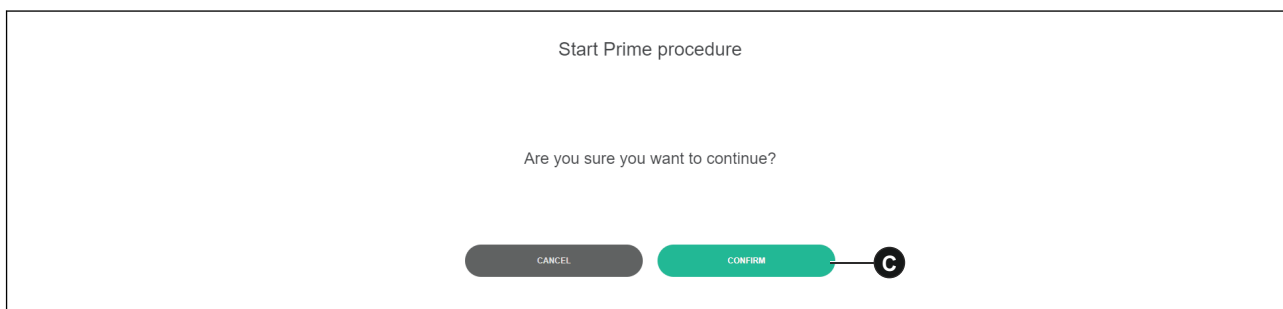 Start Prime procedure
Are you sure you want to continue?
CANCEL CONFIRM C